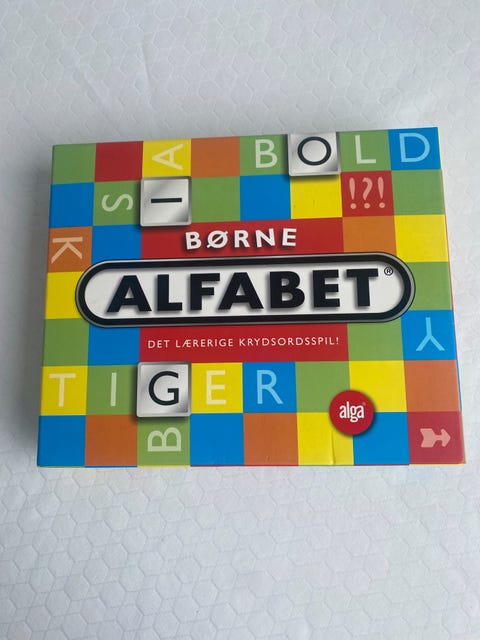 A BOLD
S I !?!
BØRNE
K
ALFABET®
DET LÆRERIGE KRYDSORDSSPIL!
Y
TIGER
alga
B